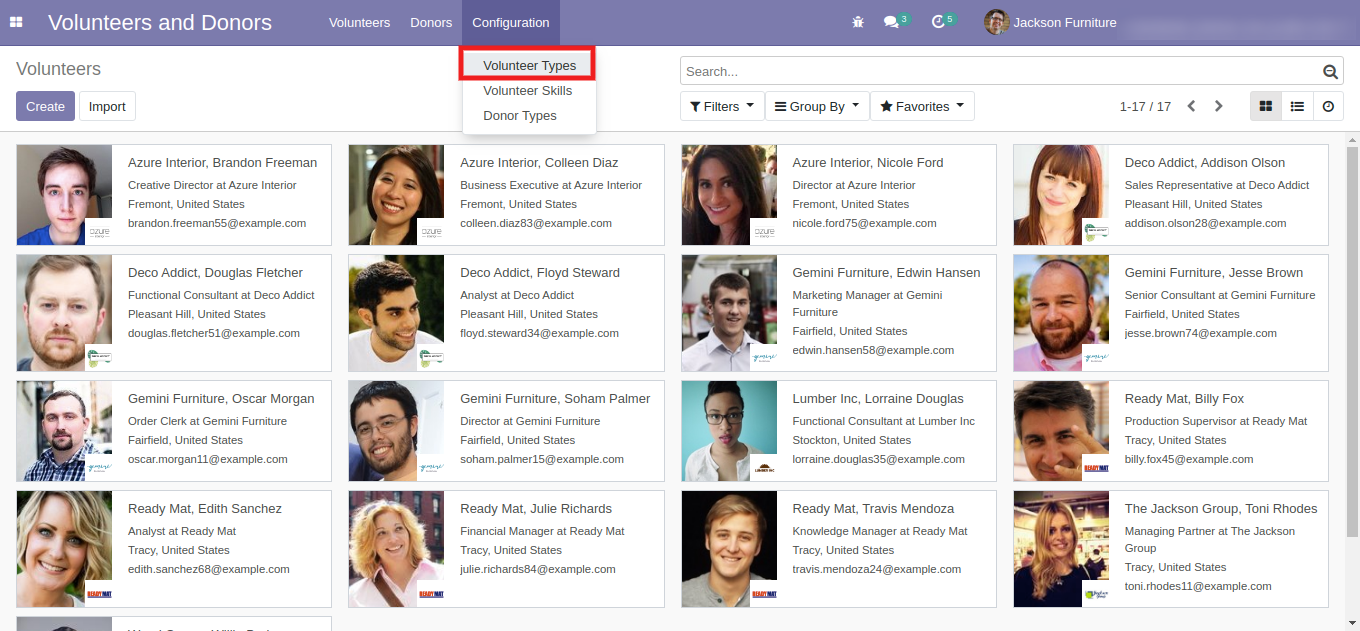 Volunteers and Donors
Volunteers
Donors
Configuration
3
5
Jackson Furniture
Volunteers
Create
Import
Volunteer Types
Volunteer Skills
Donor Types
Search...
Filters
Group By
Favorites
1-17 / 17
Azure Interior, Brandon Freeman
Creative Director at Azure Interior
Fremont, United States
brandon.freeman55@example.com
azure
Azure Interior, Colleen Diaz
Business Executive at Azure Interior
Fremont, United States
colleen.diaz83@example.com
azure
Azure Interior, Nicole Ford
Director at Azure Interior
Fremont, United States
nicole.ford75@example.com
azure
Deco Addict, Addison Olson
Sales Representative at Deco Addict
Pleasant Hill, United States
addison.olson28@example.com
Deco Addict, Douglas Fletcher
Functional Consultant at Deco Addict
Pleasant Hill, United States
douglas.fletcher51@example.com
Deco Addict, Floyd Steward
Analyst at Deco Addict
Pleasant Hill, United States
floyd.steward34@example.com
Gemini Furniture, Edwin Hansen
Marketing Manager at Gemini
Furniture
Fairfield, United States
edwin.hansen58@example.com
gemini
Gemini Furniture, Jesse Brown
Senior Consultant at Gemini Furniture
Fairfield, United States
jesse.brown74@example.com
gemini
Gemini Furniture, Oscar Morgan
Order Clerk at Gemini Furniture
Fairfield, United States
oscar.morgan11@example.com
gemini
Gemini Furniture, Soham Palmer
Director at Gemini Furniture
Fairfield, United States
soham.palmer15@example.com
gemini
Lumber Inc, Lorraine Douglas
Functional Consultant at Lumber Inc
Stockton, United States
lorraine.douglas35@example.com
LUMBER INC
Ready Mat, Billy Fox
Production Supervisor at Ready Mat
Tracy, United States
billy.fox45@example.com
READYMAT
Ready Mat, Edith Sanchez
Analyst at Ready Mat
Tracy, United States
edith.sanchez68@example.com
READYMAT
Ready Mat, Julie Richards
Financial Manager at Ready Mat
Tracy, United States
julie.richards84@example.com
READYMAT
Ready Mat, Travis Mendoza
Knowledge Manager at Ready Mat
Tracy, United States
travis.mendoza24@example.com
READYMAT
The Jackson Group, Toni Rhodes
Managing Partner at The Jackson
Group
Tracy, United States
toni.rhodes11@example.com